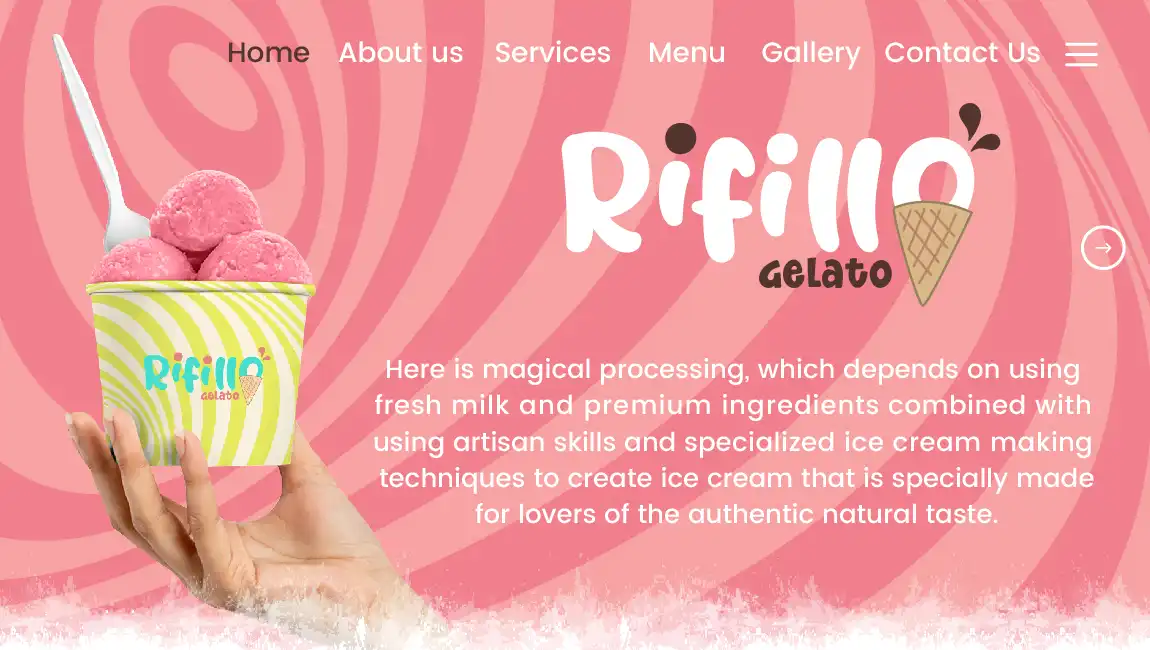 Home About us Services Menu Gallery Contact Us
Rifillo
Gelato
Rifillo
Gelato
Here is magical processing, which depends on using
fresh milk and premium ingredients combined with
using artisan skills and specialized ice cream making
techniques to create ice cream that is specially made
for lovers of the authentic natural taste.